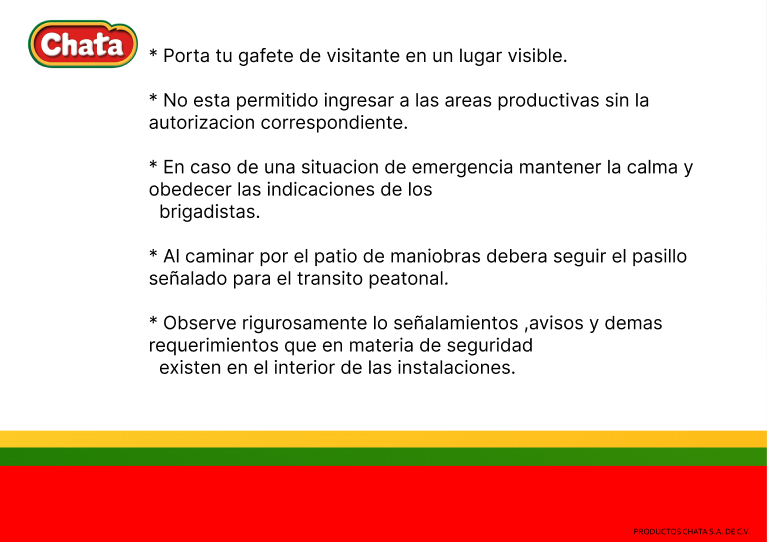 Chata
* Porta tu gafete de visitante en un lugar visible.
* No esta permitido ingresar a las areas productivas sin la
autorizacion correspondiente.
* En caso de una situacion de emergencia mantener la calma y
obedecer las indicaciones de los
brigadistas.
* Al caminar por el patio de maniobras debera seguir el pasillo
señalado para el transito peatonal.
* Observe rigurosamente lo señalamientos ,avisos y demas
requerimientos que en materia de seguridad
existen en el interior de las instalaciones.
PRODUCTOS CHATA S.A. DE C.V.